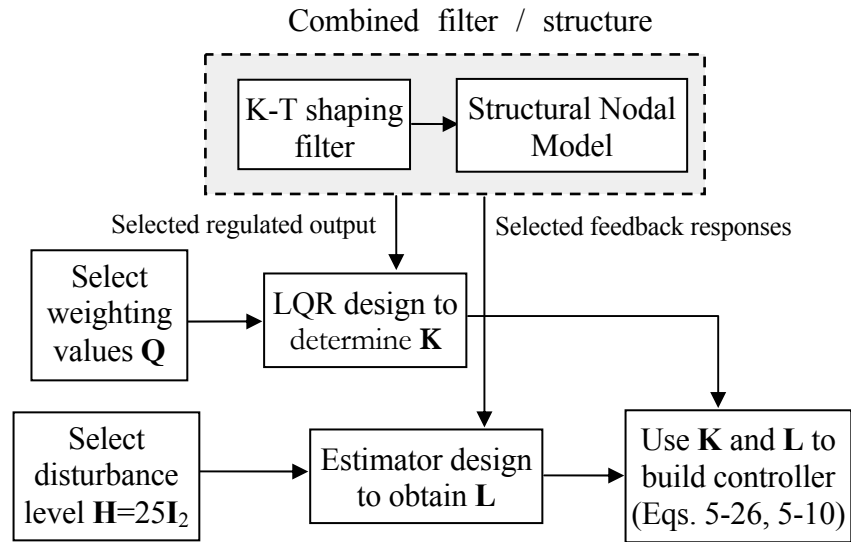 Combined filter / structure
K-T shaping
filter
Structural Nodal
Model
Selected regulated output
Selected feedback responses
Select
weighting
values Q
LQR design to
determine K
Select
disturbance
level H=25I₂
Estimator design
to obtain L
Use K and L to
build controller
(Eqs. 5-26, 5-10)